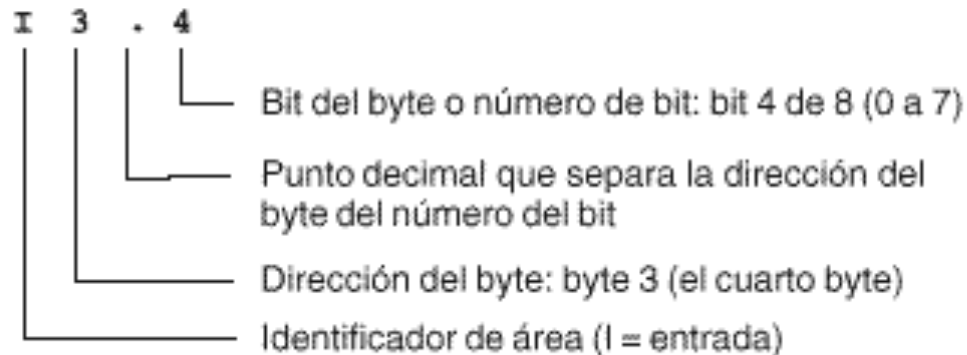 I 3 . 4
Bit del byte o número de bit: bit 4 de 8 (0 a 7)
Punto decimal que separa la dirección del
byte del número del bit
Dirección del byte: byte 3 (el cuarto byte)
Identificador de área (I = entrada)